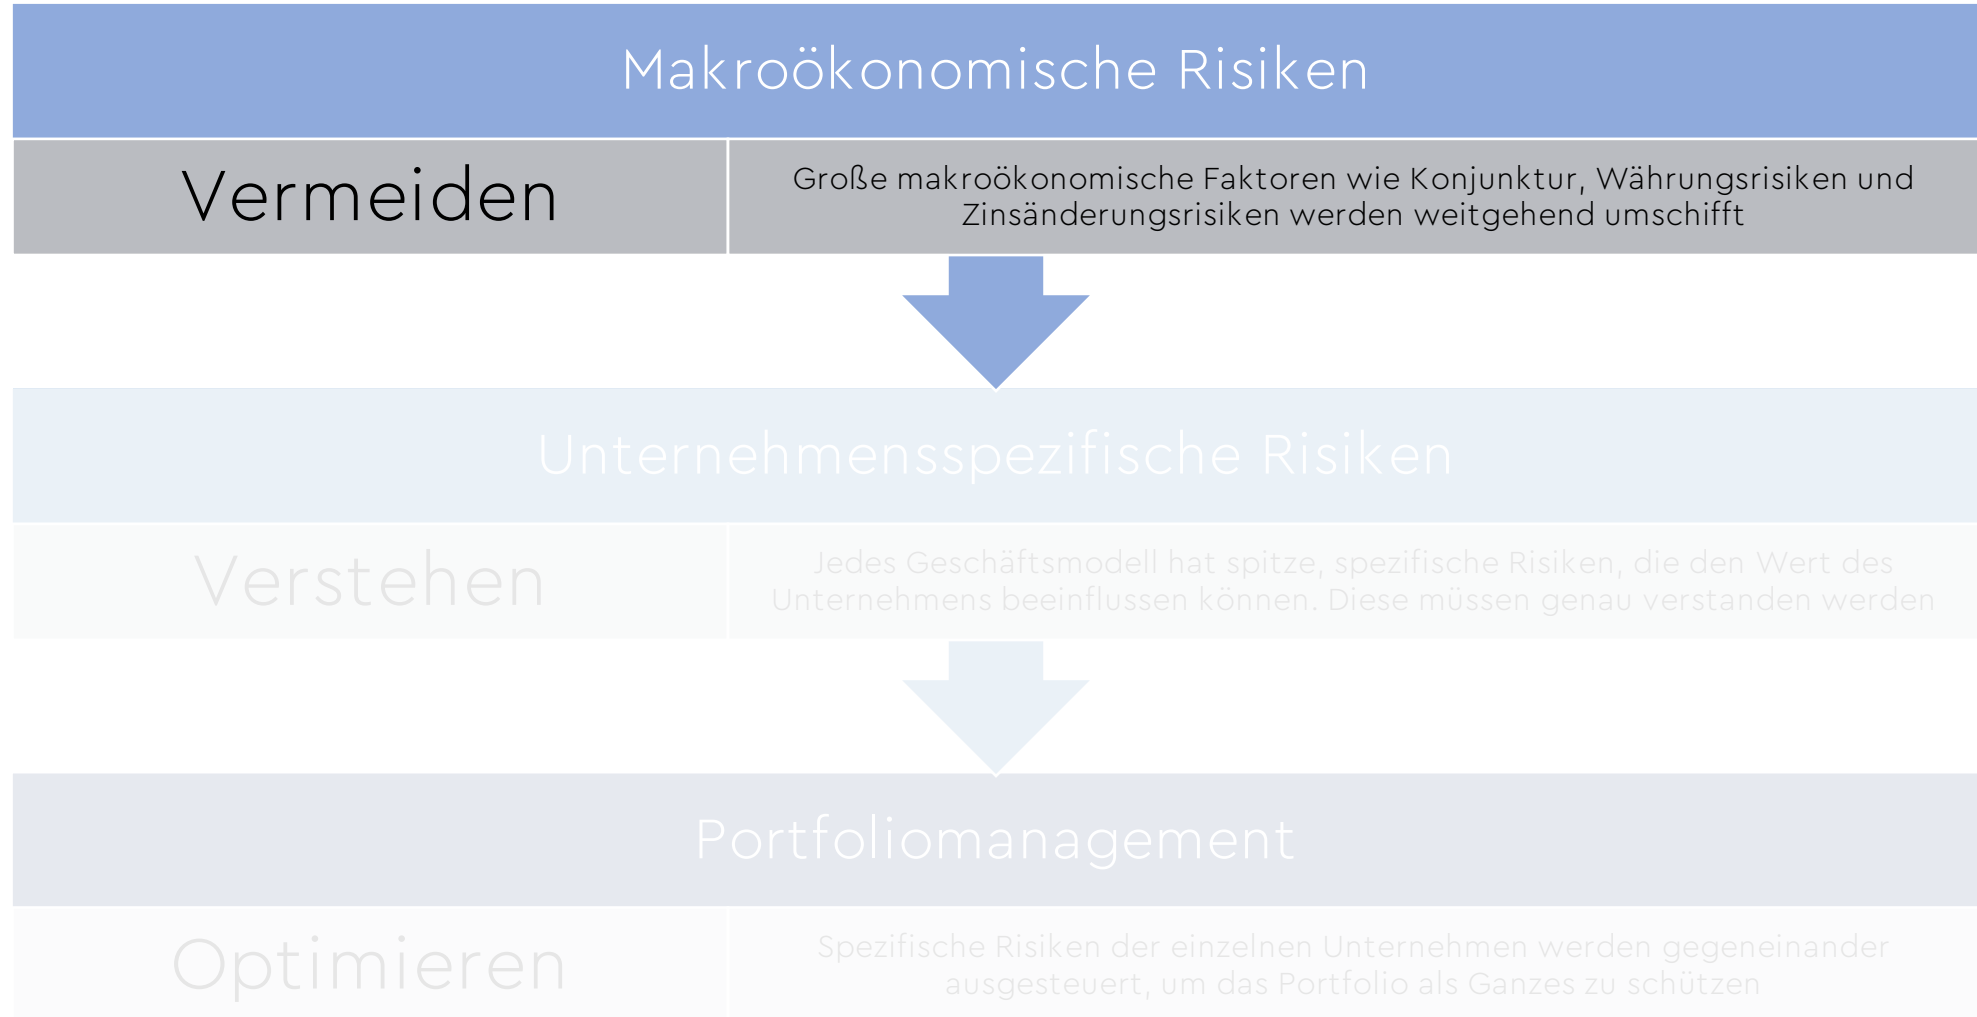 Makroökonomische Risiken
Vermeiden
Große makroökonomische Faktoren wie Konjunktur, Währungsrisiken und
Zinsänderungsrisiken werden weitgehend umschifft
Unternehmensspezifische Risiken
Verstehen
Jedes Geschäftsmodell hat spitze, spezifische Risiken, die den Wert des
Unternehmens beeinflussen können. Diese müssen genau verstanden werden
Portfoliomanagement
Optimieren
Spezifische Risiken der einzelnen Unternehmen werden gegeneinander
ausgesteuert, um das Portfolio als Ganzes zu schützen